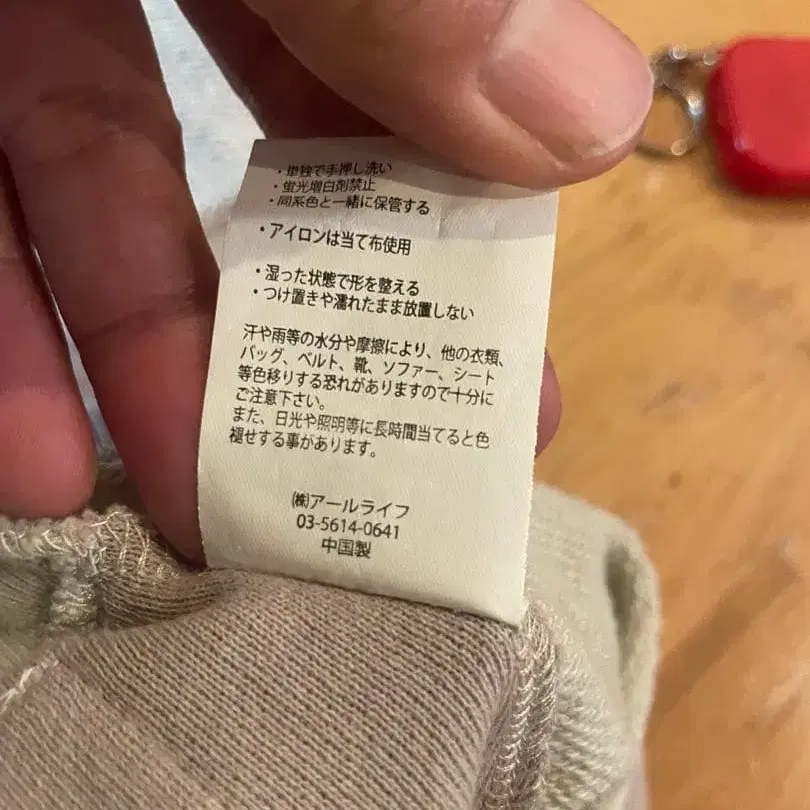 ・単独で手押し洗い
・蛍光増白剤禁止
・同系色と一緒に保管する
・アイロンは当て布使用
・湿った状態で形を整える
・つけ置きや濡れたまま放置しない
汗や雨等の水分や摩擦により、他の衣類、
バッグ、ベルト、靴、ソファー、シート
等色移りする恐れがありますので十分に
ご注意下さい。
また、日光や照明等に長時間当てると色
褪せする事があります。
㈱アールライフ
03-5614-0641
中国製